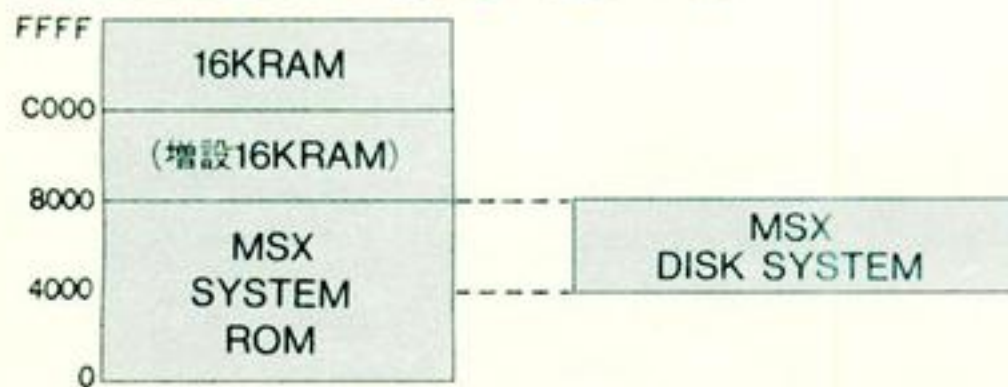 FFFF
16KRAM
C000
(増設16KRAM)
8000
MSX
SYSTEM
ROM
MSX
DISK SYSTEM
4000
0